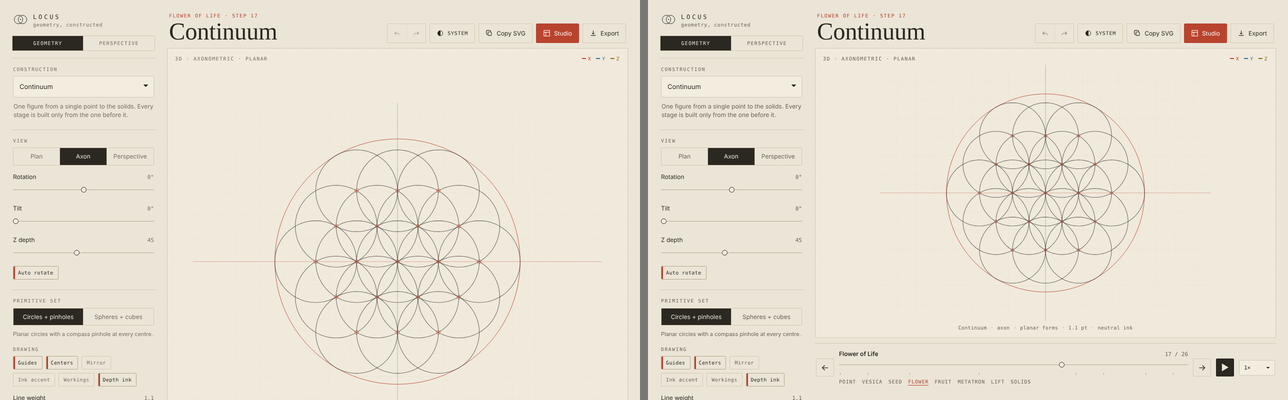 LOCUS
geometry, constructed
GEOMETRY PERSPECTIVE
CONSTRUCTION
Continuum
One figure from a single point to the solids. Every
stage is built only from the one before it.
VIEW
Plan Axon Perspective
Rotation 0°
Tilt 0°
Z depth 45
Auto rotate
PRIMITIVE SET
Circles + pinholes Spheres + cubes
Planar circles with a compass pinhole at every centre.
DRAWING
Guides Centers Mirror
Ink accent Workings Depth ink
Line weight 1.1
FLOWER OF LIFE · STEP 17
Continuum
SYSTEM Copy SVG Studio Export
3D · AXONOMETRIC · PLANAR
X Y Z
LOCUS
geometry, constructed
GEOMETRY PERSPECTIVE
CONSTRUCTION
Continuum
One figure from a single point to the solids. Every
stage is built only from the one before it.
VIEW
Plan Axon Perspective
Rotation 0°
Tilt 0°
Z depth 45
Auto rotate
PRIMITIVE SET
Circles + pinholes Spheres + cubes
Planar circles with a compass pinhole at every centre.
DRAWING
Guides Centers Mirror
Ink accent Workings Depth ink
Line weight 1.1
FLOWER OF LIFE · STEP 17
Continuum
SYSTEM Copy SVG Studio Export
3D · AXONOMETRIC · PLANAR
X Y Z
Continuum · axon · planar forms · 1.1 pt · neutral ink
Flower of Life 17 / 26
1×
POINT VESICA SEED FLOWER FRUIT METATRON LIFT SOLIDS